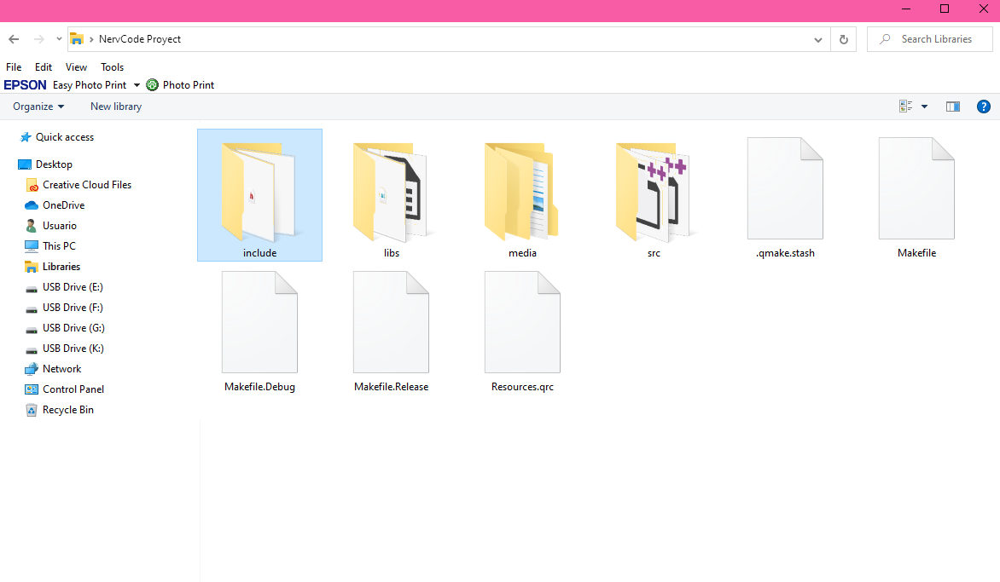 NervCode Proyect
Search Libraries
File Edit View Tools
EPSON Easy Photo Print Photo Print
Organize New library
?
Quick access
Desktop
Creative Cloud Files
OneDrive
Usuario
This PC
Libraries
USB Drive (E:)
USB Drive (F:)
USB Drive (G:)
USB Drive (K:)
Network
Control Panel
Recycle Bin
include libs media src .qmake.stash Makefile
Makefile.Debug Makefile.Release Resources.qrc